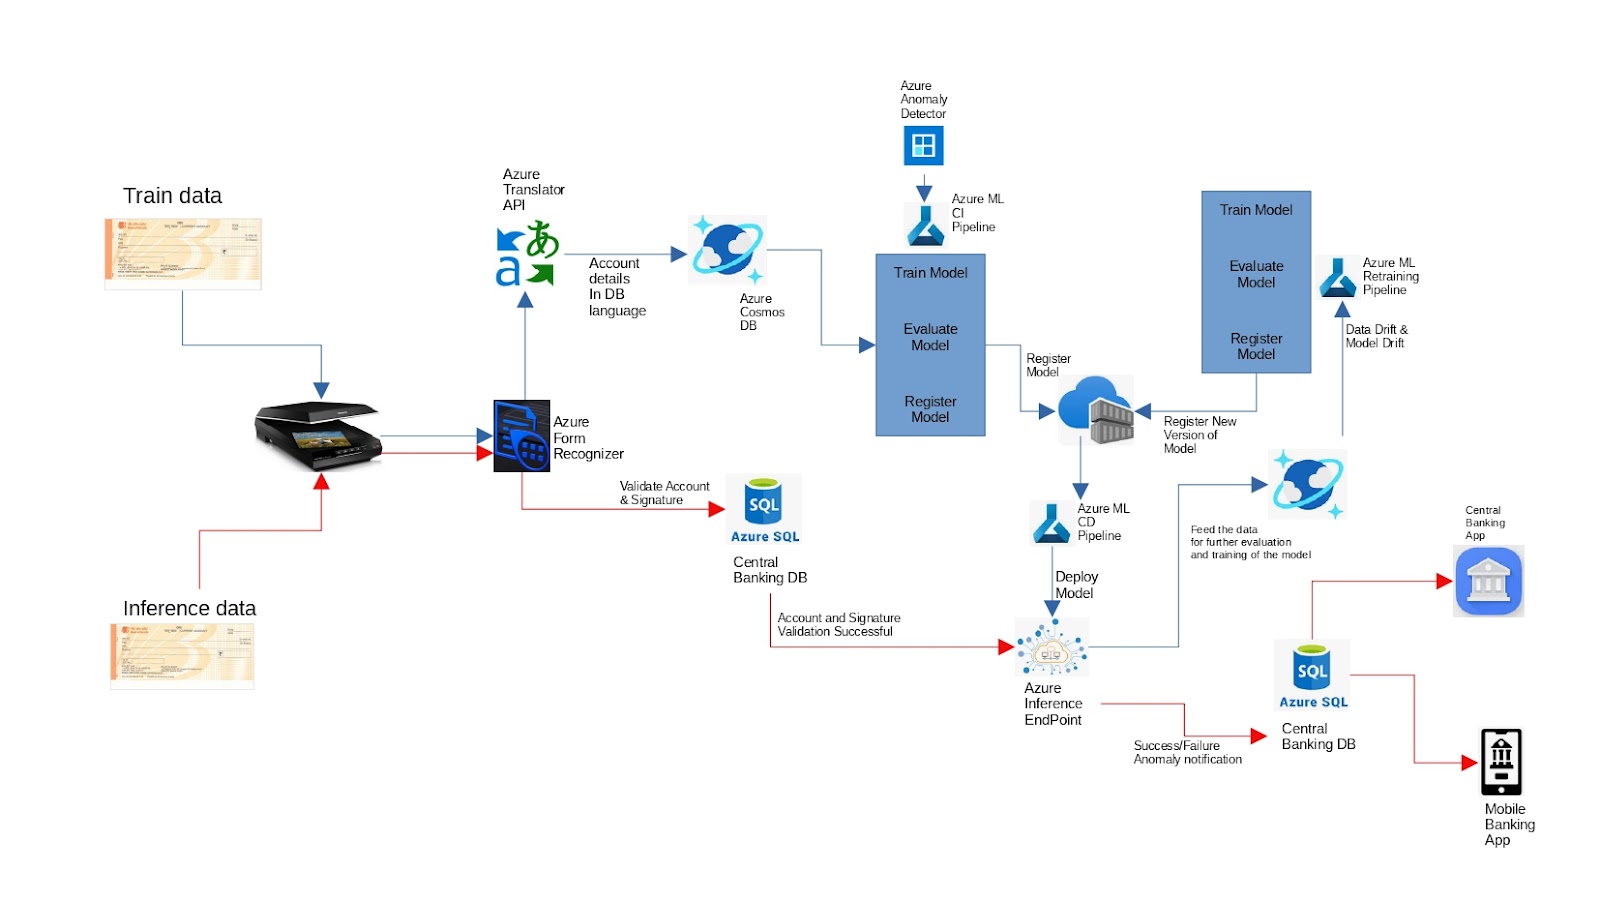 Azure
Anomaly
Detector
Azure
Translator
API
Train data
Azure ML
CI
Pipeline
Train Model
Evaluate
Model
Register
Model
Azure ML
Retraining
Pipeline
Data Drift &
Model Drift
Account
details
In DB
language
Azure
Cosmos
DB
Train Model
Evaluate
Model
Register
Model
Register
Model
Register New
Version of
Model
Azure
Form
Recognizer
Validate Account
& Signature
SQL
Azure SQL
Central
Banking DB
Azure ML
CD
Pipeline
Deploy
Model
Feed the data
for further evaluation
and training of the model
Central
Banking
App
Inference data
Account and Signature
Validation Successful
Azure
Inference
EndPoint
Success/Failure
Anomaly notification
SQL
Azure SQL
Central
Banking DB
Mobile
Banking
App